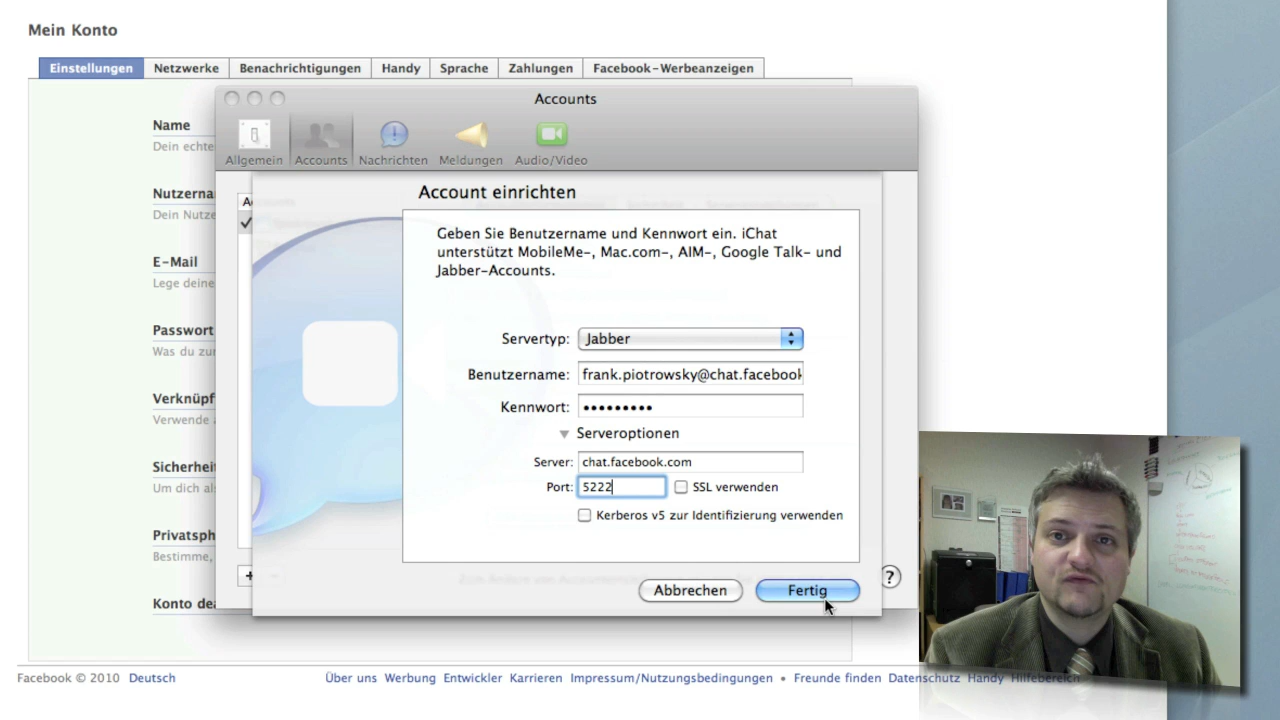 Mein Konto
Einstellungen Netzwerke Benachrichtigungen Handy Sprache Zahlungen Facebook-Werbeanzeigen
Accounts
Allgemein Accounts Nachrichten Meldungen Audio/Video
Name
Dein echte
Account einrichten
Nutzerna
Dein Nutze
Geben Sie Benutzername und Kennwort ein. iChat
unterstützt MobileMe-, Mac.com-, AIM-, Google Talk- und
Jabber-Accounts.
E-Mail
Lege deine
Passwort
Was du zur
Servertyp: Jabber
Benutzername: frank.piotrowsky@chat.facebook
Verknüpf
Verwende
Kennwort: •••••••••
Serveroptionen
Sicherheit
Um dich al
Server: chat.facebook.com
Port: 5222 SSL verwenden
Kerberos v5 zur Identifizierung verwenden
Privatsph
Bestimme,
Konto dea
+
?
Abbrechen Fertig
Facebook © 2010 Deutsch
Über uns Werbung Entwickler Karrieren Impressum/Nutzungsbedingungen • Freunde finden Datenschutz Handy Hilfebereich